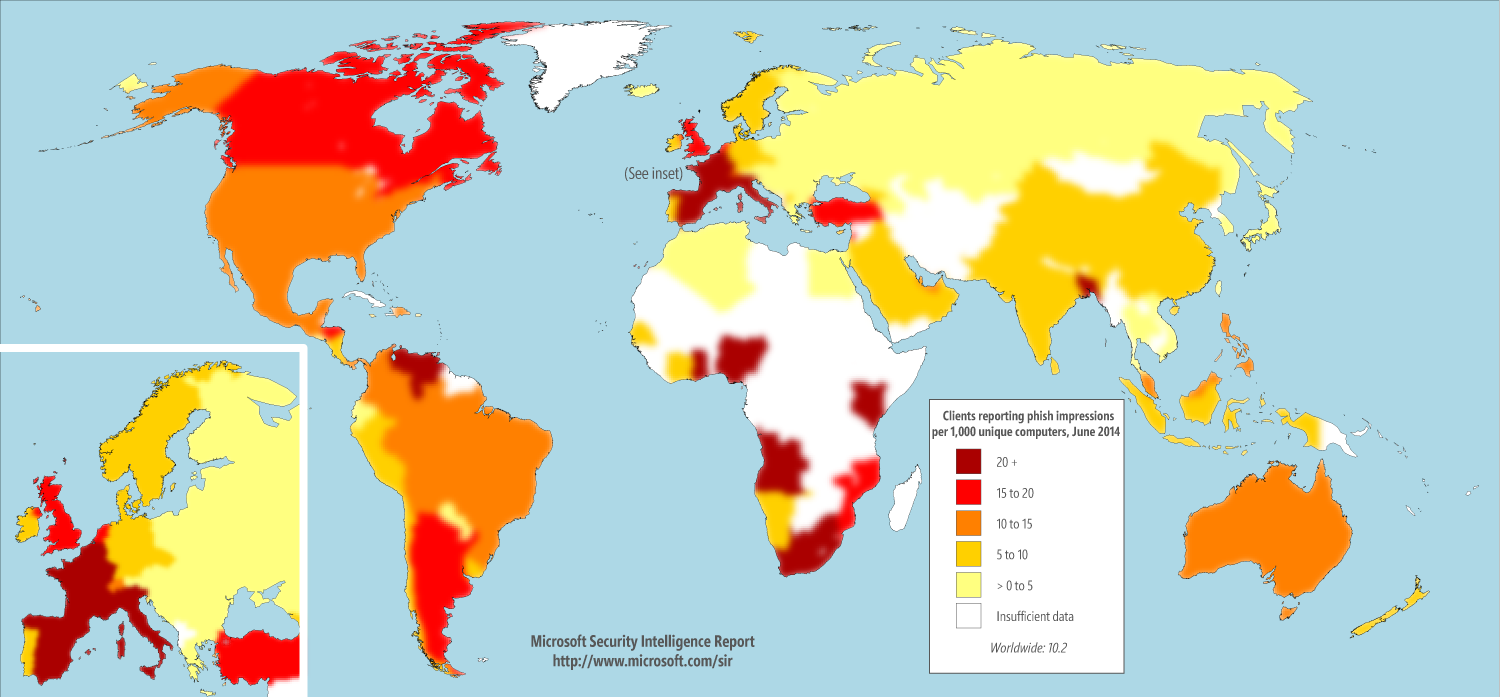 (See inset)
Clients reporting phish impressions
per 1,000 unique computers, June 2014
20 +
15 to 20
10 to 15
5 to 10
> 0 to 5
Insufficient data
Worldwide: 10.2
Microsoft Security Intelligence Report
http://www.microsoft.com/sir